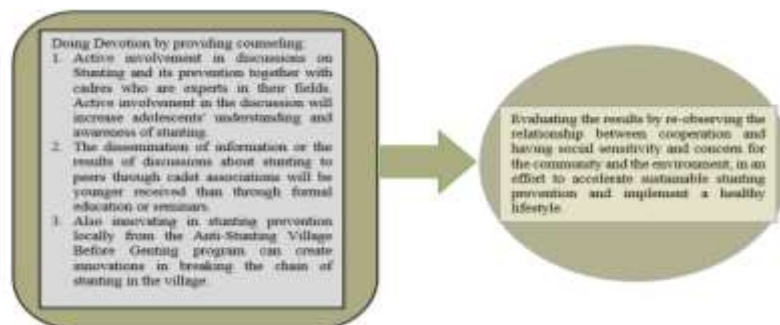 Doing Devotion by providing counseling:
1. Active involvement in discussions on
Stunting and its prevention together with
cadres who are experts in their fields.
Active involvement in the discussion will
increase adolescents' understanding and
awareness of stunting.
2. The dissemination of information or the
results of discussions about stunting to
peers through cadet associations will be
younger received than through formal
education or seminars.
3. Also innovating in stunting prevention
locally from the Anti-Stunting Village
Before Genting program can create
innovations in breaking the chain of
stunting in the village.
Evaluating the results by re-observing the
relationship between cooperation and
having social sensitivity and concern for
the community and the environment, in an
effort to accelerate sustainable stunting
prevention and implement a healthy
lifestyle.